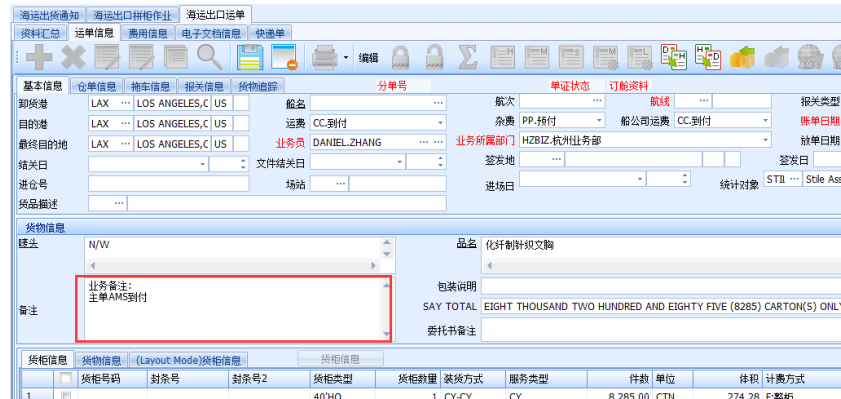 海运出货通知 海运出口拼柜作业 海运出口运单
资料汇总 运单信息 费用信息 电子文档信息 快递单
编辑
基本信息 仓单信息 拖车信息 报关信息 货物追踪 分单号 单证状态 订舱资料
卸货港 LAX ... LOS ANGELES,C US 船名 ... 航次 ... 航线 ... 报关类型
目的港 LAX ... LOS ANGELES,C US 运费 CC.到付 杂费 PP.预付 船公司运费 CC.到付 账单日期
最终目的地 LAX ... LOS ANGELES,C US 业务员 DANIEL.ZHANG ... ... 业务所属部门 HZBIZ.杭州业务部 放单日期
结关日 文件结关日 签发地 ... 签发日
进仓号 场站 ... 进场日 统计对象 STIL ... Stile Ass
货品描述 ...
货物信息
唛头 N/W 品名 化纤制针织文胸
备注 业务备注: 包装说明
主单AMS到付
SAY TOTAL EIGHT THOUSAND TWO HUNDRED AND EIGHTY FIVE (8285) CARTON(S) ONLY
委托书备注
货柜信息 货物信息 (Layout Mode)货柜信息 货柜信息
货柜号码 封条号 封条号2 货柜类型 货柜数量 装货方式 服务类型 件数 单位 体积 计费方式
1 40'HQ 1 CY-CY CY 8,285.00 CTN 274.28 F:整柜